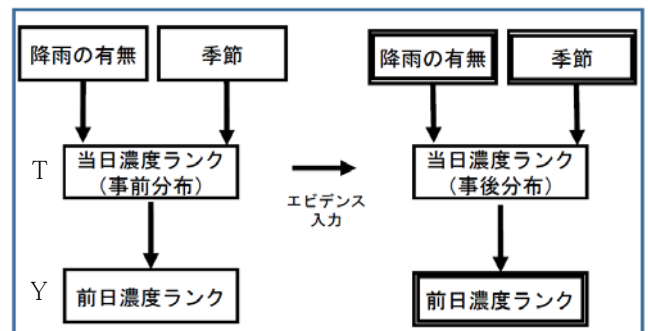 降雨の有無
季節
T
当日濃度ランク
(事前分布)
Y
前日濃度ランク
エビデンス
入力
降雨の有無
季節
当日濃度ランク
(事後分布)
前日濃度ランク